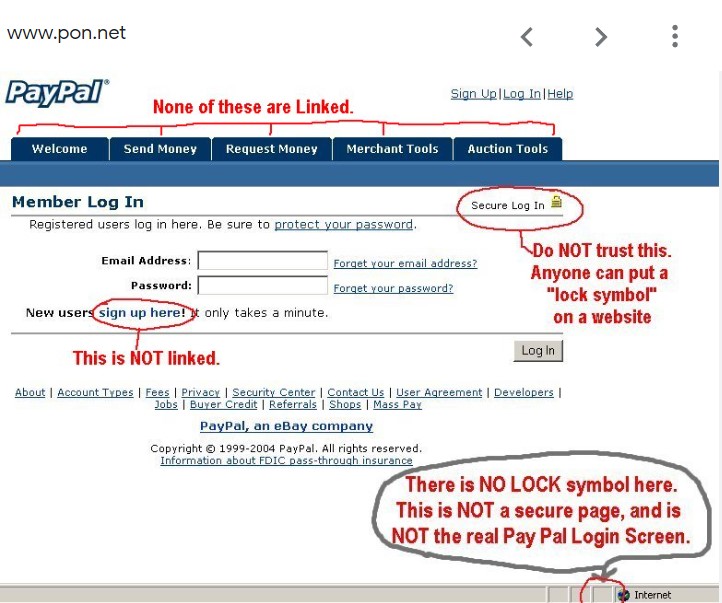 www.pon.net
PayPal®
Sign Up | Log In | Help
None of these are Linked.
Welcome Send Money Request Money Merchant Tools Auction Tools
Member Log In
Secure Log In
Registered users log in here. Be sure to protect your password.
Do NOT trust this.
Anyone can put a
"lock symbol"
on a website
Email Address:
Forget your email address?
Password:
Forget your password?
New users sign up here! It only takes a minute.
This is NOT linked.
Log In
About | Account Types | Fees | Privacy | Security Center | Contact Us | User Agreement | Developers |
Jobs | Buyer Credit | Referrals | Shops | Mass Pay
PayPal, an eBay company
Copyright © 1999-2004 PayPal. All rights reserved.
Information about FDIC pass-through insurance
There is NO LOCK symbol here.
This is NOT a secure page, and is
NOT the real Pay Pal Login Screen.
Internet